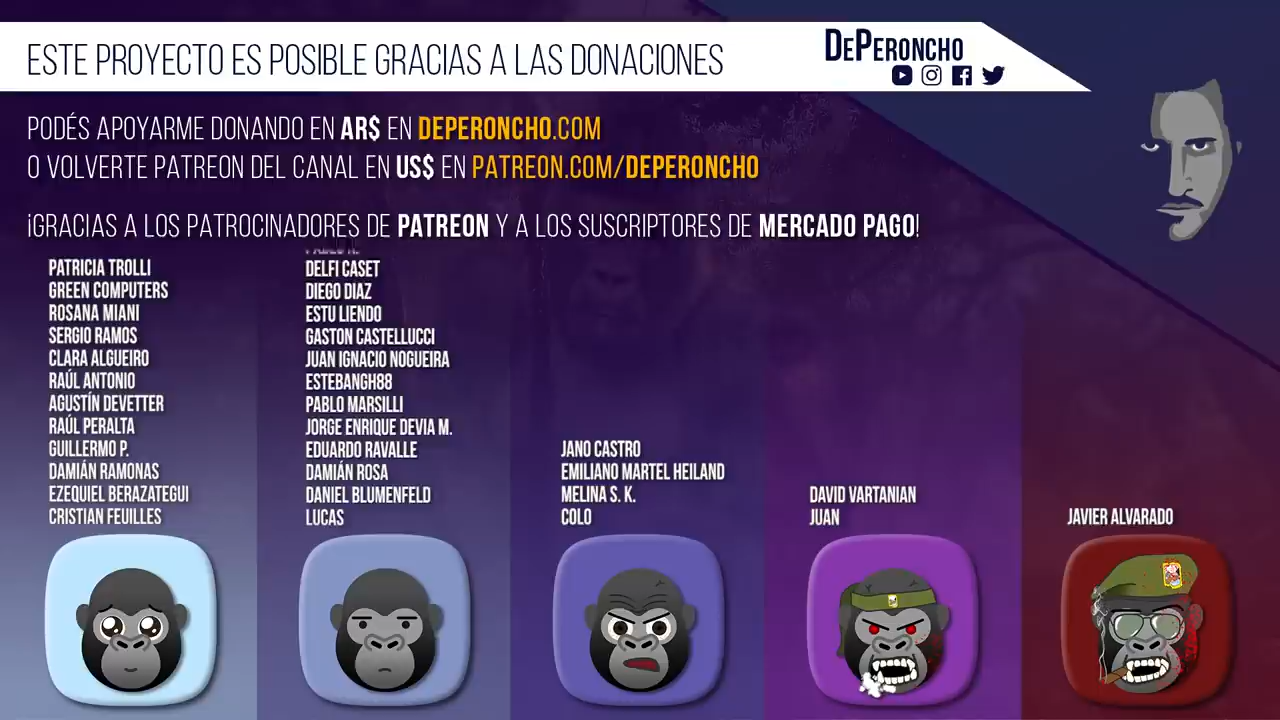 ESTE PROYECTO ES POSIBLE GRACIAS A LAS DONACIONES
DEPERONCHO
PODÉS APOYARME DONANDO EN AR$ EN DEPERONCHO.COM
O VOLVERTE PATREON DEL CANAL EN US$ EN PATREON.COM/DEPERONCHO
¡GRACIAS A LOS PATROCINADORES DE PATREON Y A LOS SUSCRIPTORES DE MERCADO PAGO!
PATRICIA TROLLI
GREEN COMPUTERS
ROSANA MIANI
SERGIO RAMOS
CLARA ALGUEIRO
RAÚL ANTONIO
AGUSTÍN DEVETTER
RAÚL PERALTA
GUILLERMO P.
DAMIÁN RAMONAS
EZEQUIEL BERAZATEGUI
CRISTIAN FEUILLES
DELFI CASET
DIEGO DIAZ
ESTU LIENDO
GASTON CASTELLUCCI
JUAN IGNACIO NOGUEIRA
ESTEBANGH88
PABLO MARSILLI
JORGE ENRIQUE DEVIA M.
EDUARDO RAVALLE
DAMIÁN ROSA
DANIEL BLUMENFELD
LUCAS
JANO CASTRO
EMILIANO MARTEL HEILAND
MELINA S. K.
COLO
DAVID VARTANIAN
JUAN
JAVIER ALVARADO